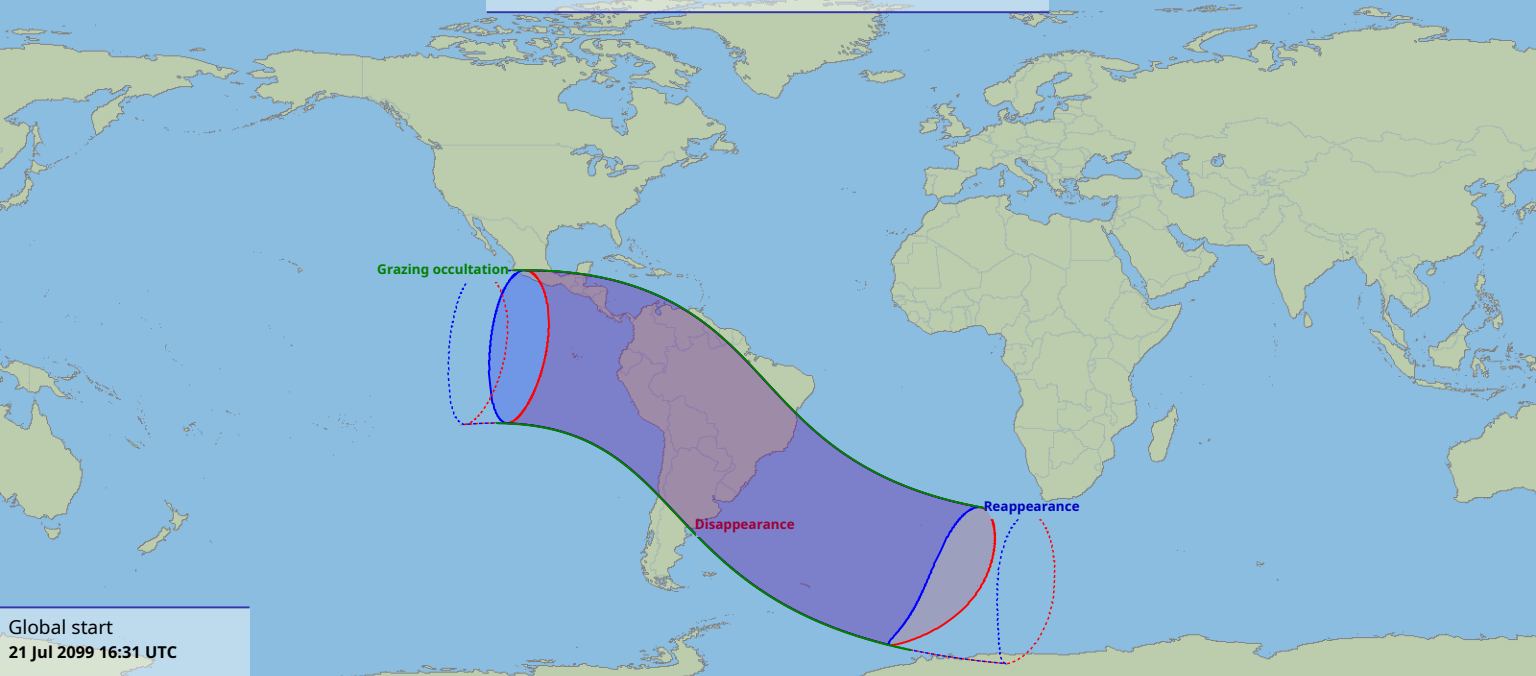 Grazing occultation
Reappearance
Disappearance
Global start
21 Jul 2099 16:31 UTC